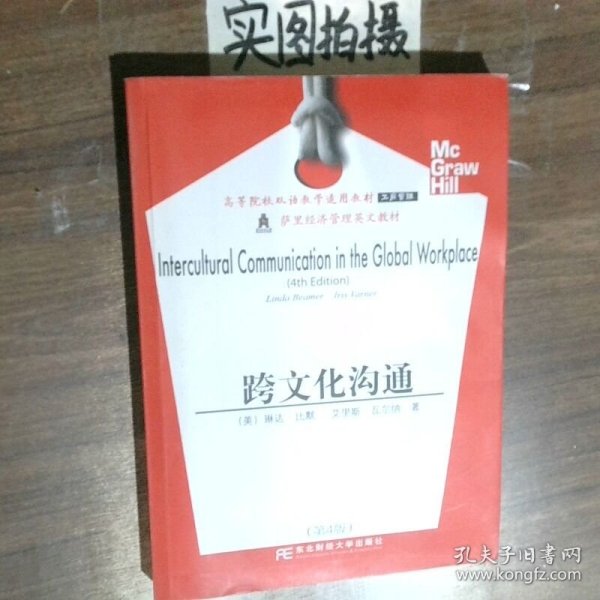 实图拍摄
Mc
Graw
Hill
高等院校双语教学适用教材 工商管理
萨里经济管理英文教材
Intercultural Communication in the Global Workplace
(4th Edition)
Linda Beamer Iris Varner
跨文化沟通
(美) 琳达 比默 艾里斯 瓦尔纳 著
(第4版)
东北财经大学出版社
孔夫子旧书网
www.kongfz.com